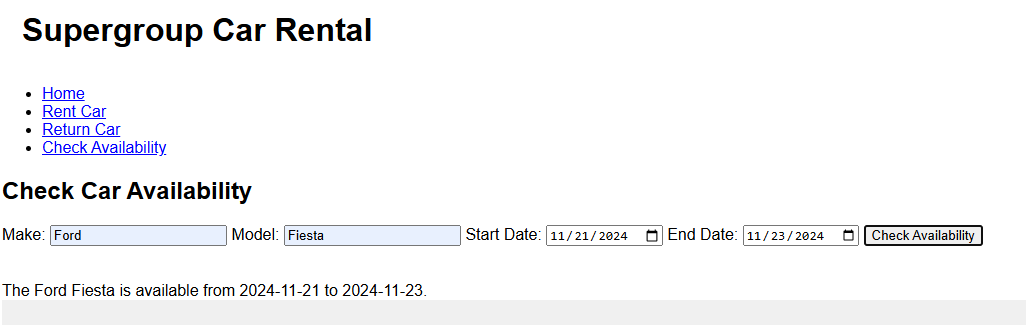 Supergroup Car Rental
Home
Rent Car
Return Car
Check Availability
Check Car Availability
Make: Ford Model: Fiesta Start Date: 11/21/2024 End Date: 11/23/2024 Check Availability
The Ford Fiesta is available from 2024-11-21 to 2024-11-23.